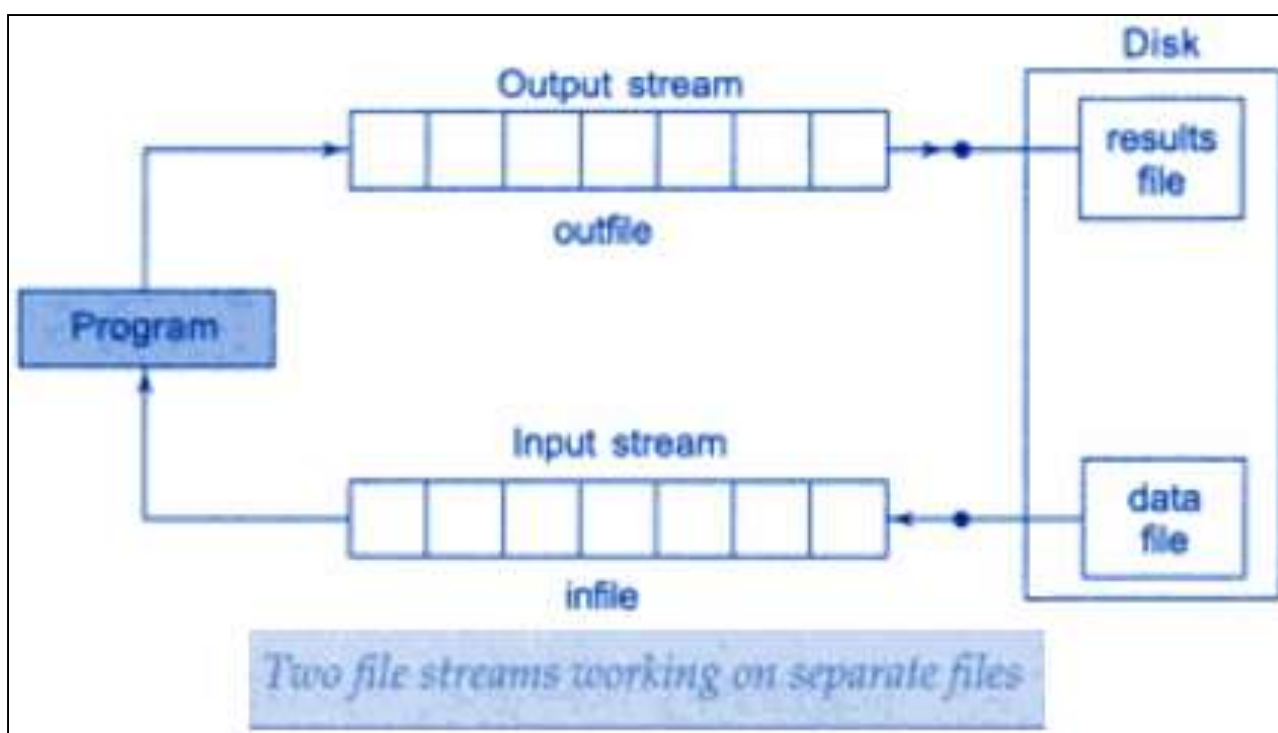 Disk
Output stream
results
file
outfile
Program
Input stream
data
file
infile
Two file streams working on separate files